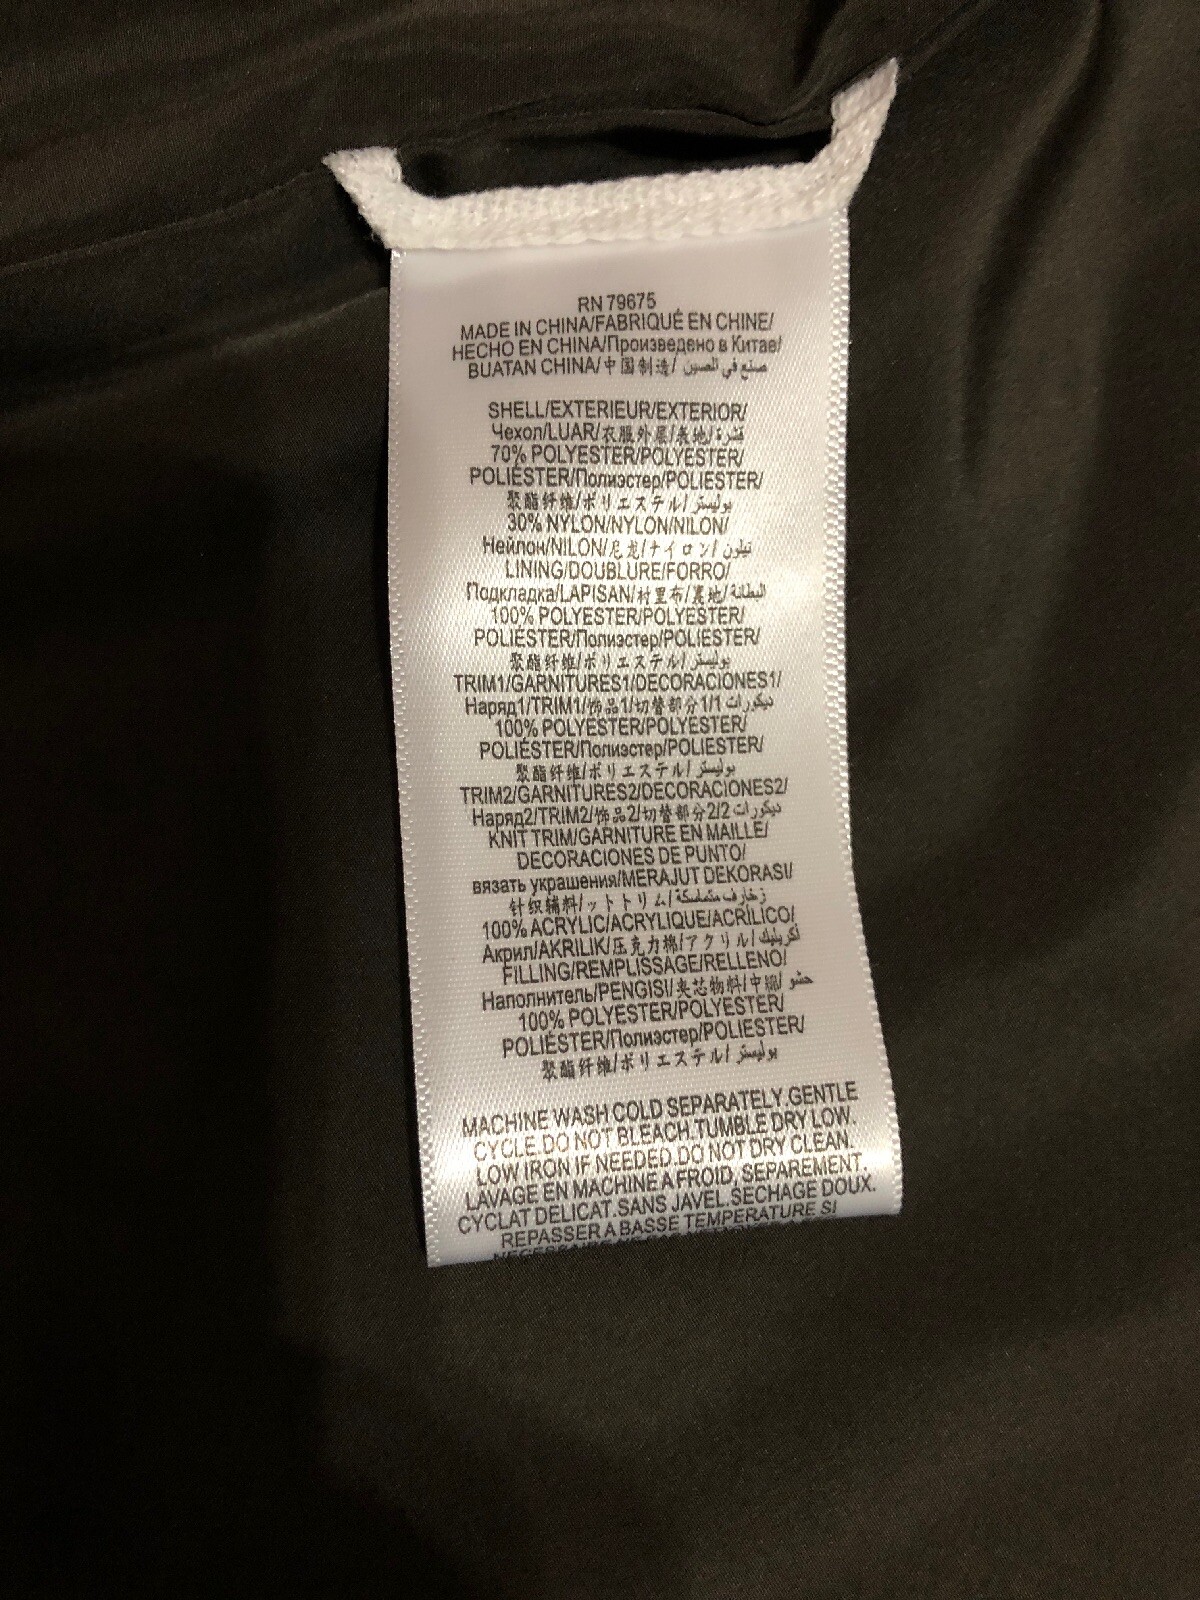 RN 79675
MADE IN CHINA/FABRIQUÉ EN CHINE/
HECHO EN CHINA/Произведено в Китае/
BUATAN CHINA/中国制造/ صنع في الصين
SHELL/EXTERIEUR/EXTERIOR/
Чехол/LUAR/衣服外层/表地/قشرة
70% POLYESTER/POLYESTER/
POLIÉSTER/Полиэстер/POLIESTER/
聚酯纤维/ポリエステル/ بوليستر
30% NYLON/NYLON/NILON/
Нейлон/NILON/尼龙/ナイロン/ نيلون
LINING/DOUBLURE/FORRO/
Подкладка/LAPISAN/村里布/裏地/البطانة
100% POLYESTER/POLYESTER/
POLIÉSTER/Полиэстер/POLIESTER/
聚酯纤维/ポリエステル/ بوليستر
TRIM1/GARNITURES1/DECORACIONES1/
Наряд1/TRIM1/饰品1/切替部分1/1 ديكورات
100% POLYESTER/POLYESTER/
POLIÉSTER/Полиэстер/POLIESTER/
聚酯纤维/ポリエステル/ بوليستر
TRIM2/GARNITURES2/DECORACIONES2/
Наряд2/TRIM2/饰品2/切替部分2/2 ديكورات
KNIT TRIM/GARNITURE EN MAILLE/
DECORACIONES DE PUNTO/
вязать украшения/MERAJUT DEKORASI/
针织辅料/ットトリム/زخارف متماسكة
100% ACRYLIC/ACRYLIQUE/ACRÍLICO/
Акрил/AKRILIK/压克力棉/アクリル/ اكريليك
FILLING/REMPLISSAGE/RELLENO/
Наполнитель/PENGISI/夹芯物料/中綿/ حشو
100% POLYESTER/POLYESTER/
POLIÉSTER/Полиэстер/POLIESTER/
聚酯纤维/ポリエステル/ بوليستر
MACHINE WASH COLD SEPARATELY.GENTLE
CYCLE.DO NOT BLEACH.TUMBLE DRY LOW.
LOW IRON IF NEEDED.DO NOT DRY CLEAN.
LAVAGE EN MACHINE A FROID, SEPAREMENT.
CYCLAT DELICAT.SANS JAVEL.SECHAGE DOUX.
REPASSER A BASSE TEMPERATURE SI